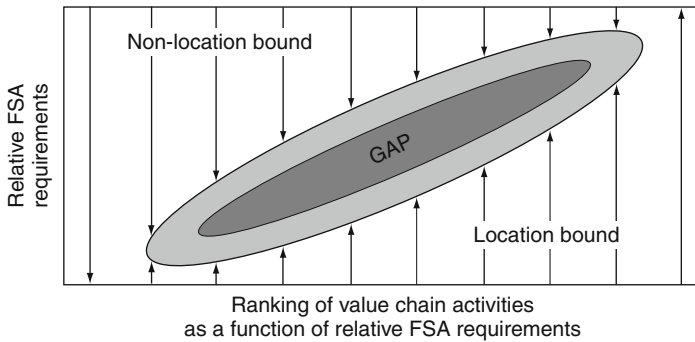 Non-location bound
Relative FSA
requirements
GAP
Location bound
Ranking of value chain activities
as a function of relative FSA requirements